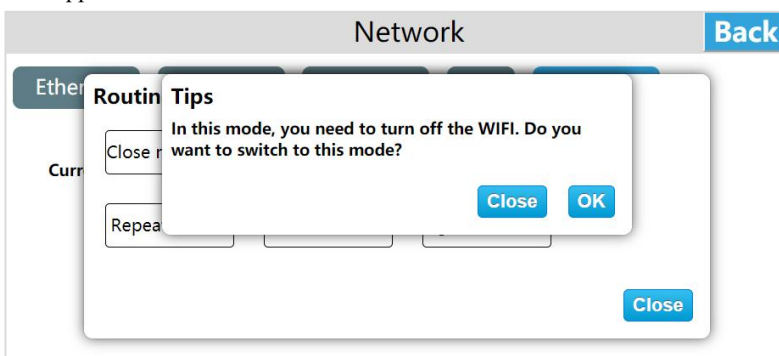 Network
Back
Ether
Routin
Tips
In this mode, you need to turn off the WIFI. Do you
want to switch to this mode?
Close r
Curr
Close
OK
Repea
Close